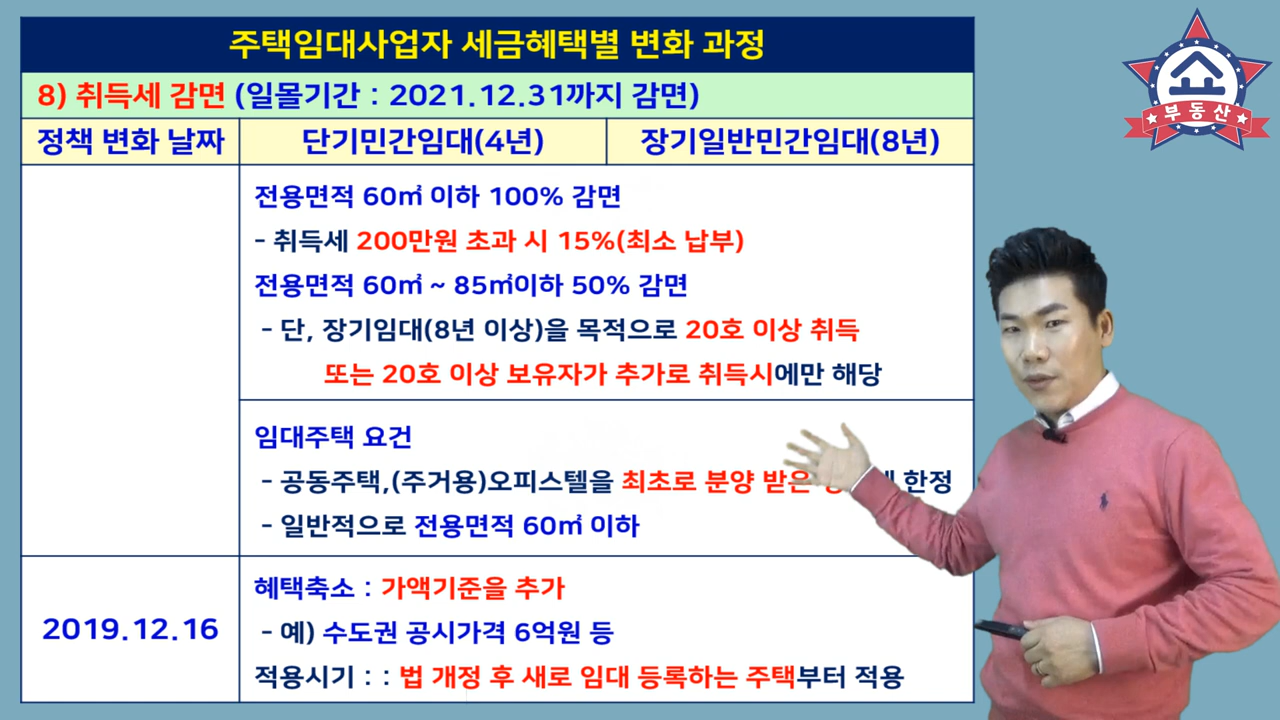 주택임대사업자 세금혜택별 변화 과정
8) 취득세 감면 (일몰기간 : 2021.12.31까지 감면)
정책 변화 날짜
단기민간임대(4년)
장기일반민간임대(8년)
전용면적 60㎡ 이하 100% 감면
- 취득세 200만원 초과 시 15%(최소 납부)
전용면적 60㎡ ~ 85㎡이하 50% 감면
- 단, 장기임대(8년 이상)을 목적으로 20호 이상 취득
또는 20호 이상 보유자가 추가로 취득시에만 해당
임대주택 요건
- 공동주택,(주거용)오피스텔을 최초로 분양 받은 한정
- 일반적으로 전용면적 60㎡ 이하
2019.12.16
혜택축소 : 가액기준을 추가
- 예) 수도권 공시가격 6억원 등
적용시기 : : 법 개정 후 새로 임대 등록하는 주택부터 적용
쇼
부동산